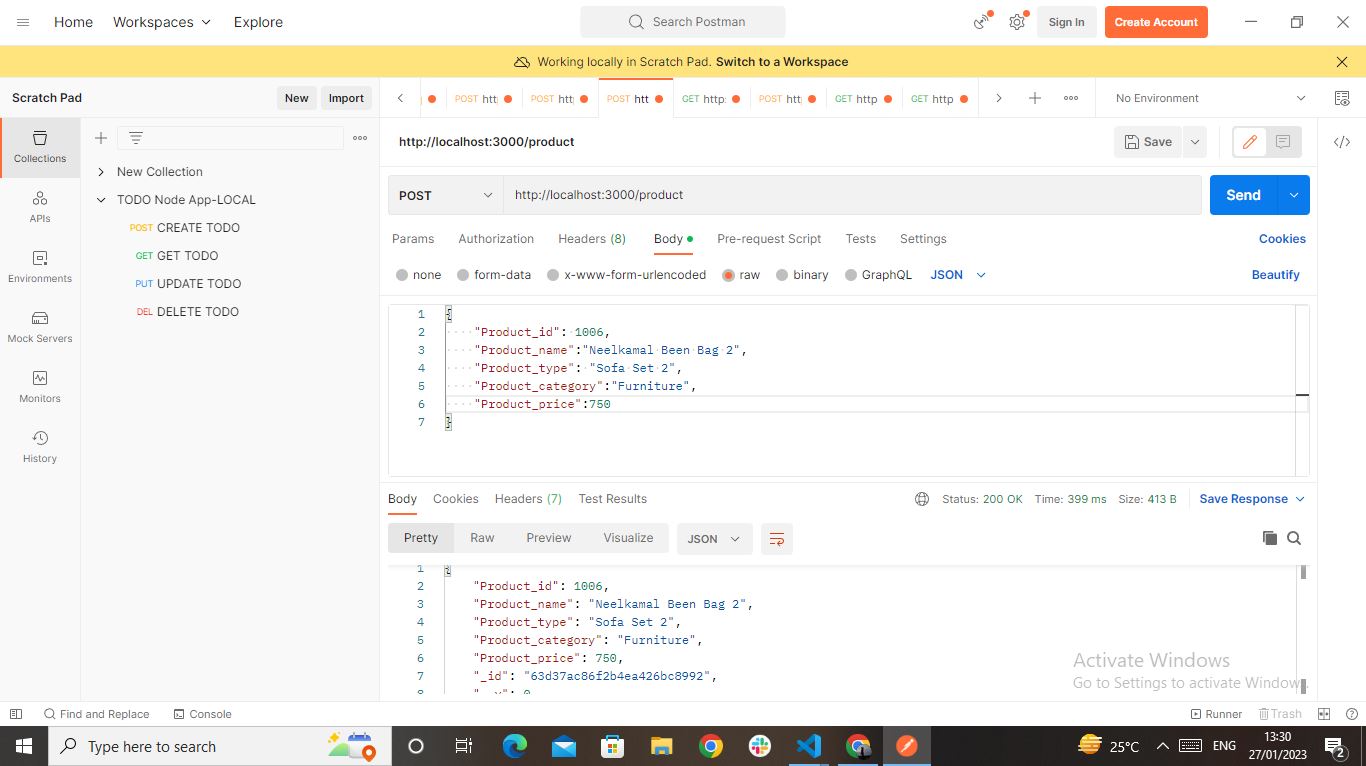 Home Workspaces Explore Search Postman Sign In Create Account
Working locally in Scratch Pad. Switch to a Workspace
Scratch Pad New Import
POST htt POST htt POST htt GET http: POST htt GET http GET http No Environment
Collections
APIs
Environments
Mock Servers
Monitors
History
New Collection
TODO Node App-LOCAL
POST CREATE TODO
GET GET TODO
PUT UPDATE TODO
DEL DELETE TODO
http://localhost:3000/product Save
POST http://localhost:3000/product Send
Params Authorization Headers (8) Body Pre-request Script Tests Settings Cookies
none form-data x-www-form-urlencoded raw binary GraphQL JSON Beautify
1 {
2 "Product_id": 1006,
3 "Product_name":"Neelkamal Been Bag 2",
4 "Product_type": "Sofa Set 2",
5 "Product_category":"Furniture",
6 "Product_price":750
7 }
Body Cookies Headers (7) Test Results Status: 200 OK Time: 399 ms Size: 413 B Save Response
Pretty Raw Preview Visualize JSON
1 {
2 "Product_id": 1006,
3 "Product_name": "Neelkamal Been Bag 2",
4 "Product_type": "Sofa Set 2",
5 "Product_category": "Furniture",
6 "Product_price": 750,
7 "_id": "63d37ac86f2b4ea426bc8992",
Activate Windows
Go to Settings to activate Windows.
Find and Replace Console Runner Trash
Type here to search 25°C ENG 13:30
27/01/2023 2